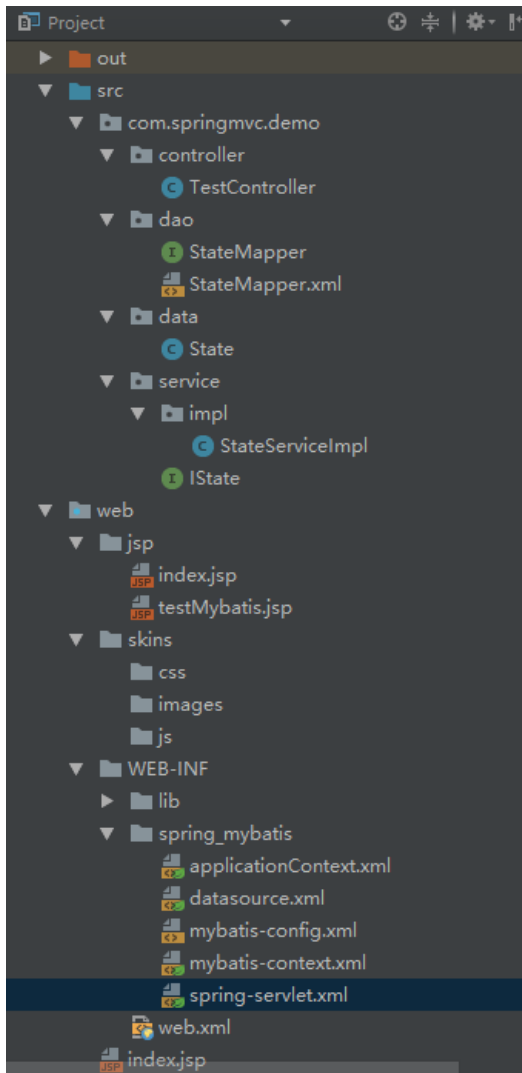 Project
out
src
com.springmvc.demo
controller
TestController
dao
StateMapper
StateMapper.xml
data
State
service
impl
StateServiceImpl
IState
web
jsp
index.jsp
testMybatis.jsp
skins
css
images
js
WEB-INF
lib
spring_mybatis
applicationContext.xml
datasource.xml
mybatis-config.xml
mybatis-context.xml
spring-servlet.xml
web.xml
index.jsp